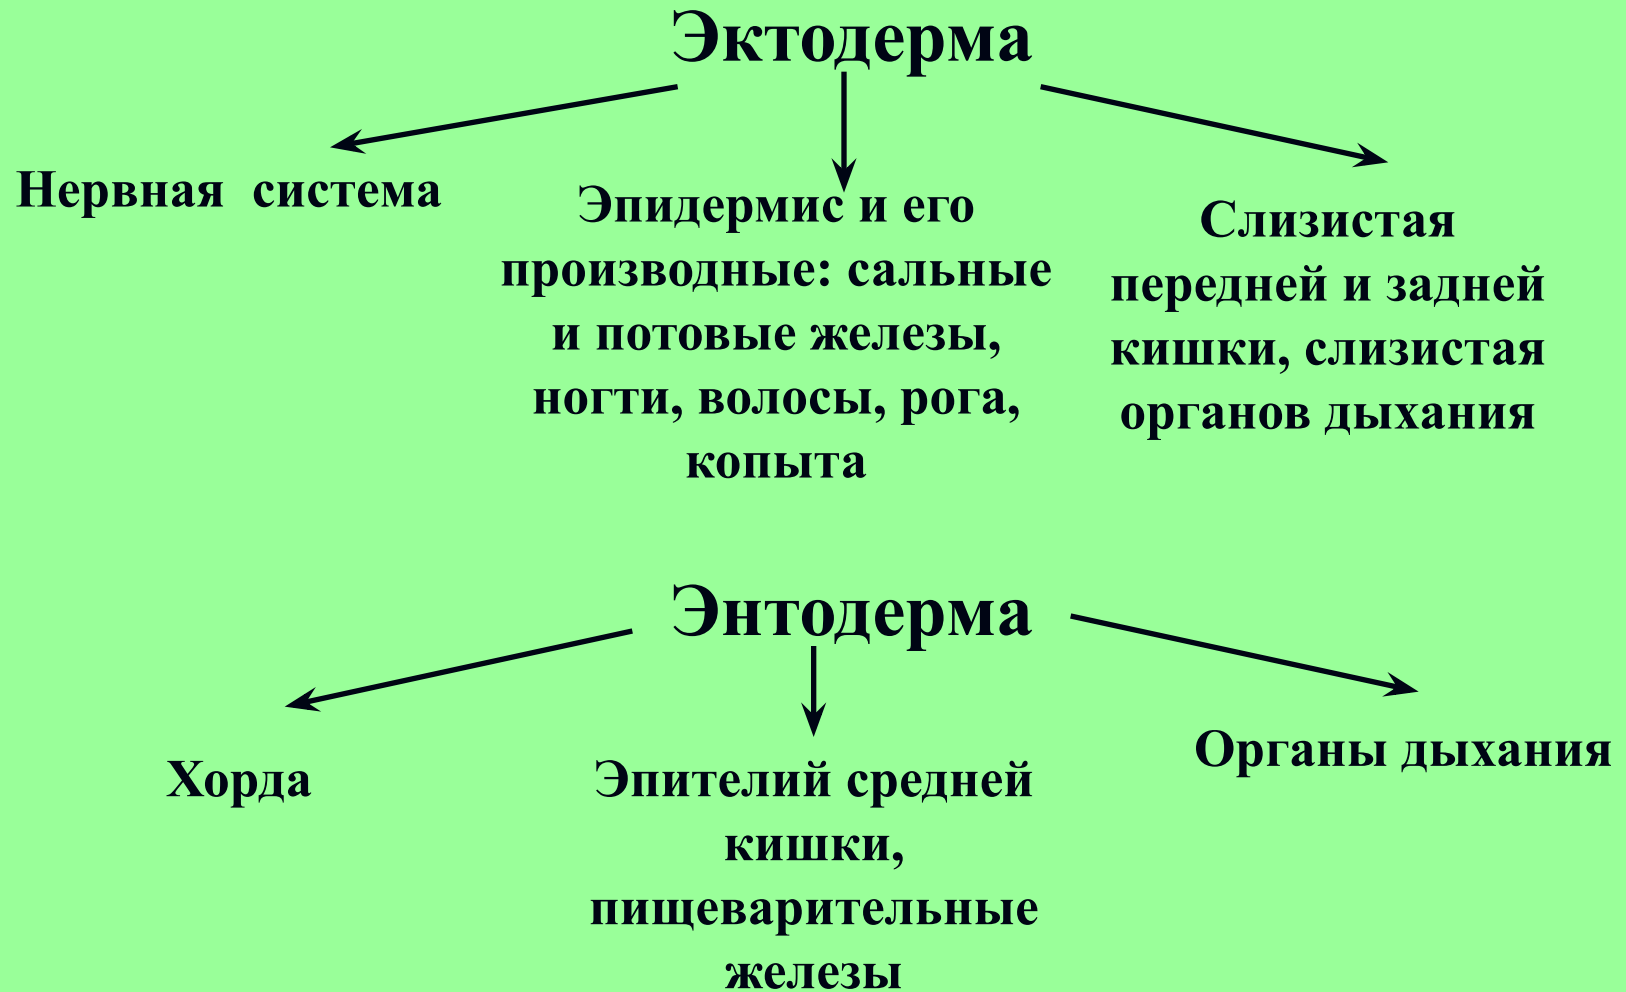 Эктодерма
Нервная система
Эпидермис и его
производные: сальные
и потовые железы,
ногти, волосы, рога,
копыта
Слизистая
передней и задней
кишки, слизистая
органов дыхания
Энтодерма
Хорда
Эпителий средней
кишки,
пищеварительные
железы
Органы дыхания